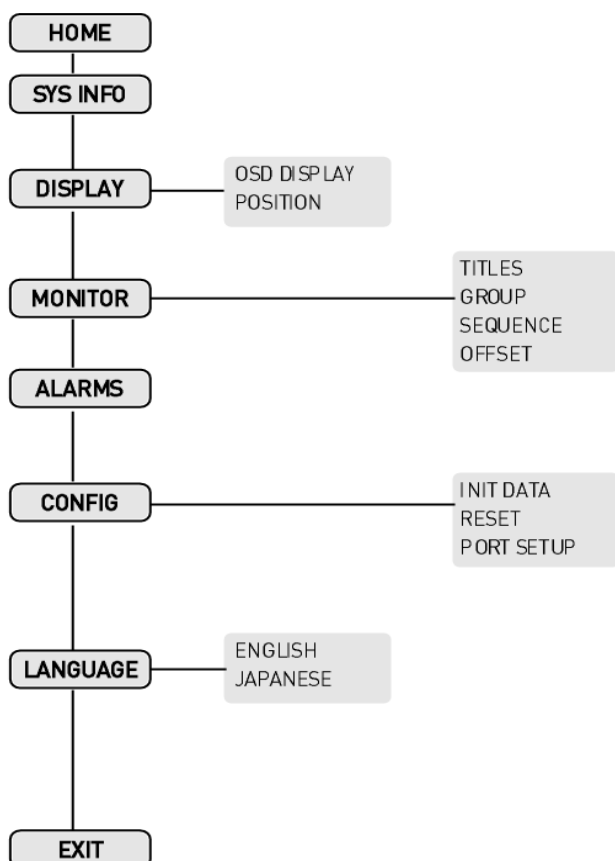 HOME
SYS INFO
DISPLAY
OSD DISPLAY
POSITION
MONITOR
TITLES
GROUP
SEQUENCE
OFFSET
ALARMS
CONFIG
INIT DATA
RESET
PORT SETUP
LANGUAGE
ENGLISH
JAPANESE
EXIT